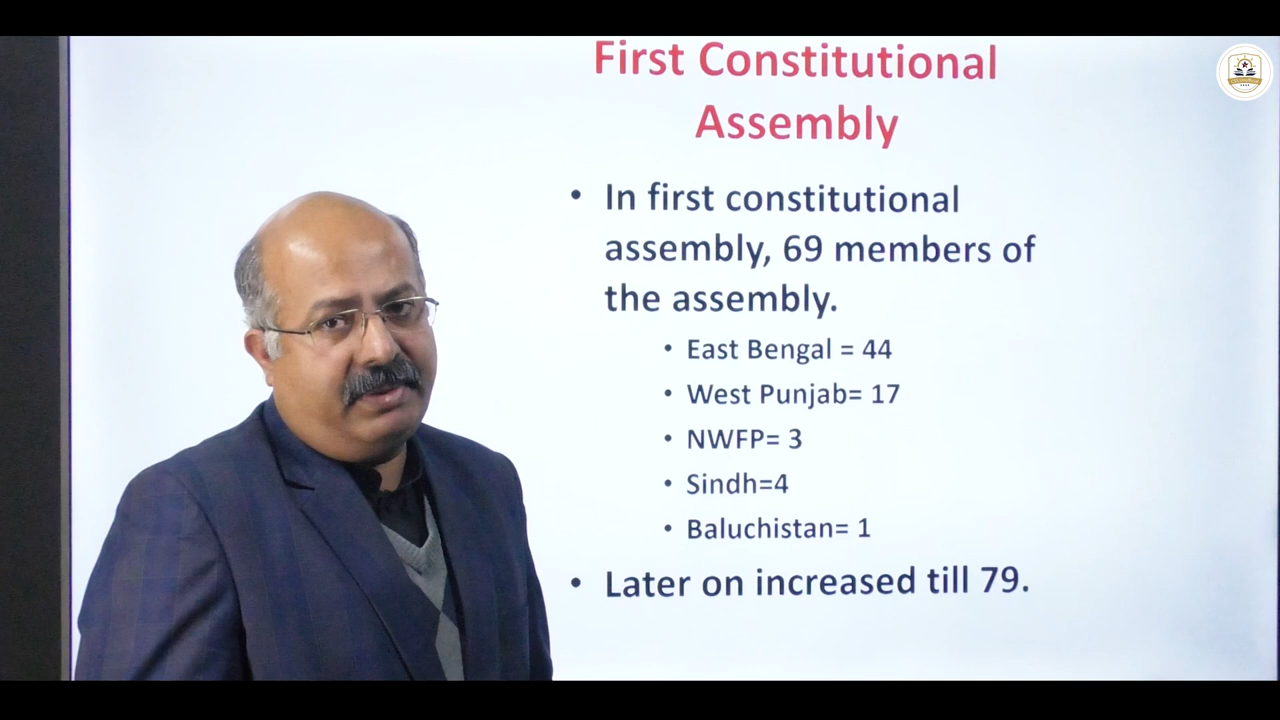 First Constitutional
Assembly
• In first constitutional
assembly, 69 members of
the assembly.
• East Bengal = 44
• West Punjab= 17
• NWFP= 3
• Sindh=4
• Baluchistan= 1
• Later on increased till 79.